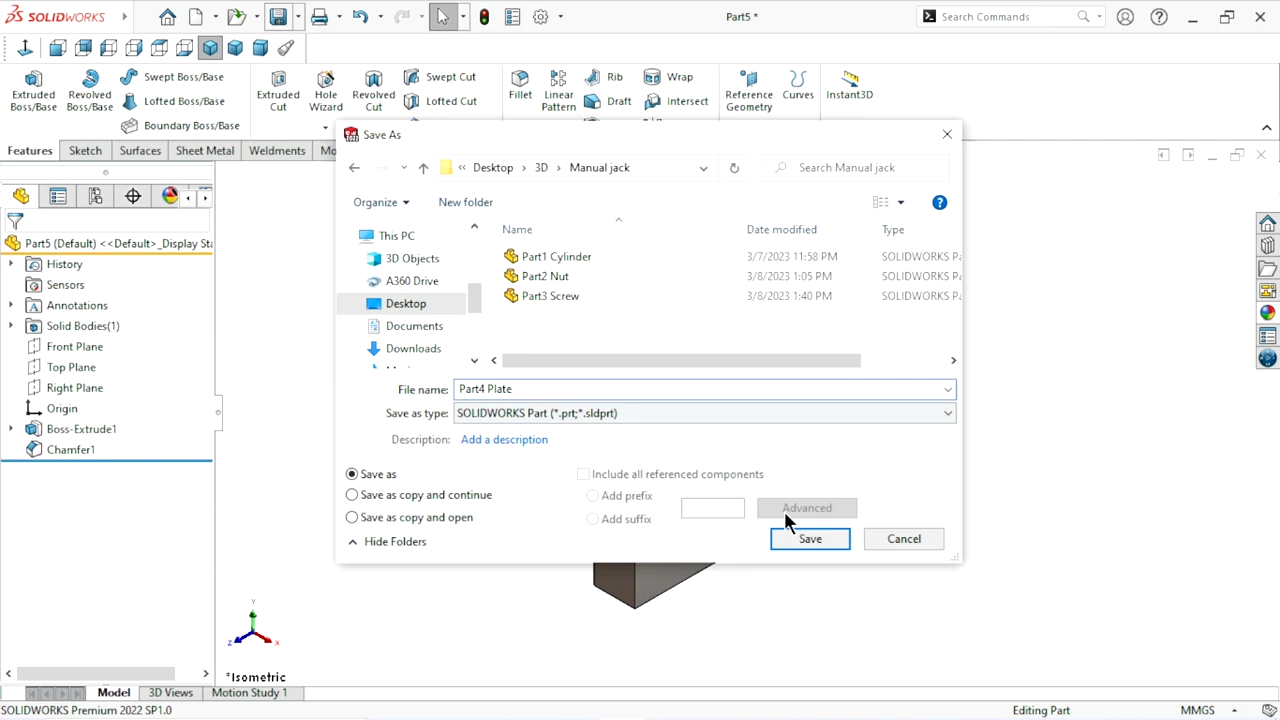 SOLIDWORKS
Part5 *
Search Commands
Extruded Boss/Base
Revolved Boss/Base
Swept Boss/Base
Lofted Boss/Base
Boundary Boss/Base
Extruded Cut
Hole Wizard
Revolved Cut
Swept Cut
Lofted Cut
Fillet
Linear Pattern
Rib
Draft
Wrap
Intersect
Reference Geometry
Curves
Instant3D
Features
Sketch
Surfaces
Sheet Metal
Weldments
Mo
Part5 (Default) <<Default>_Display Sta
History
Sensors
Annotations
Solid Bodies(1)
Front Plane
Top Plane
Right Plane
Origin
Boss-Extrude1
Chamfer1
Save As
« Desktop > 3D > Manual jack
Search Manual jack
Organize
New folder
This PC
3D Objects
A360 Drive
Desktop
Documents
Downloads
Name Date modified Type
Part1 Cylinder 3/7/2023 11:58 PM SOLIDWORKS Pa
Part2 Nut 3/8/2023 1:05 PM SOLIDWORKS Pa
Part3 Screw 3/8/2023 1:40 PM SOLIDWORKS Pa
File name: Part4 Plate
Save as type: SOLIDWORKS Part (*.prt;*.sldprt)
Description: Add a description
Save as
Save as copy and continue
Save as copy and open
Include all referenced components
Add prefix
Add suffix
Advanced
Hide Folders
Save
Cancel
Y
Z
X
*Isometric
Model
3D Views
Motion Study 1
SOLIDWORKS Premium 2022 SP1.0
Editing Part
MMGS